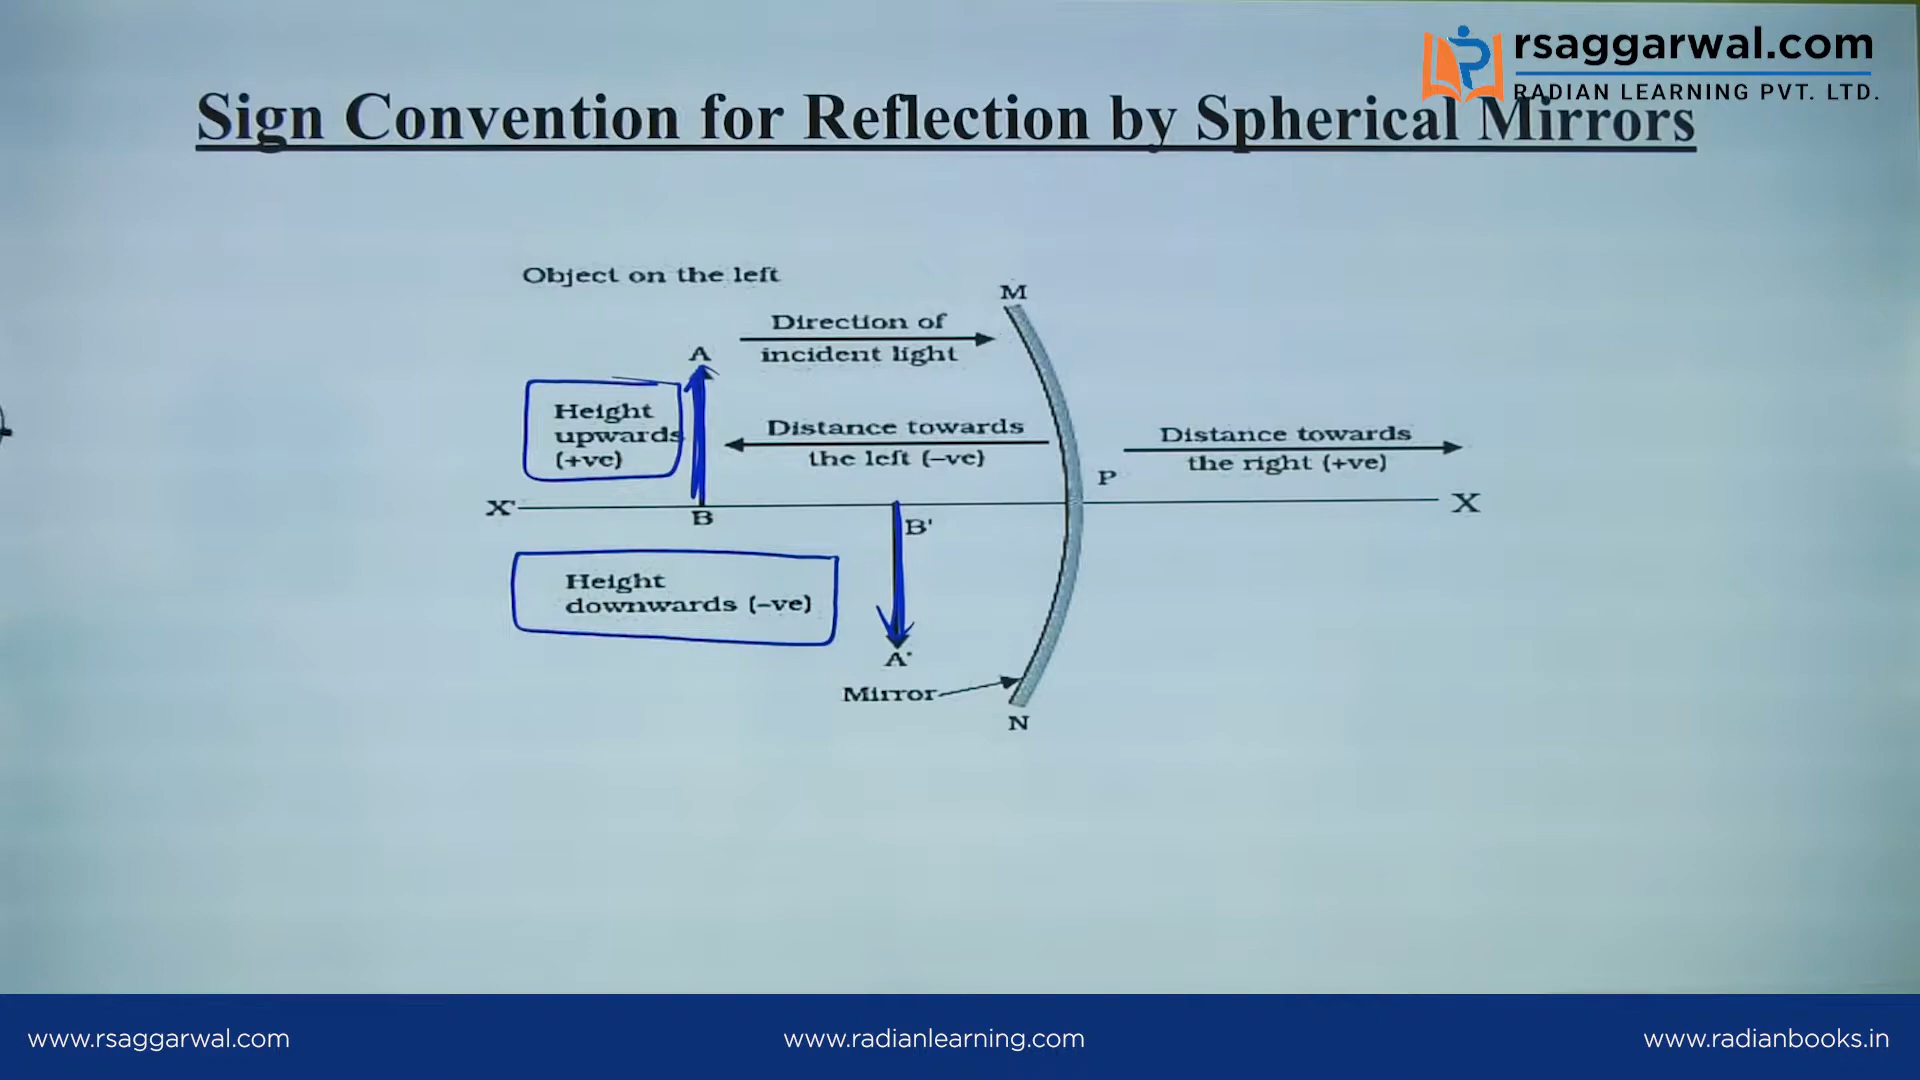 rsaggarwal.com
RADIAN LEARNING PVT. LTD.
Sign Convention for Reflection by Spherical Mirrors
Object on the left
M
Direction of
incident light
A
Height
upwards
(+ve)
Distance towards
the left (–ve)
Distance towards
the right (+ve)
P
X'
B
B'
X
Height
downwards (–ve)
A'
Mirror
N
www.rsaggarwal.com
www.radianlearning.com
www.radianbooks.in